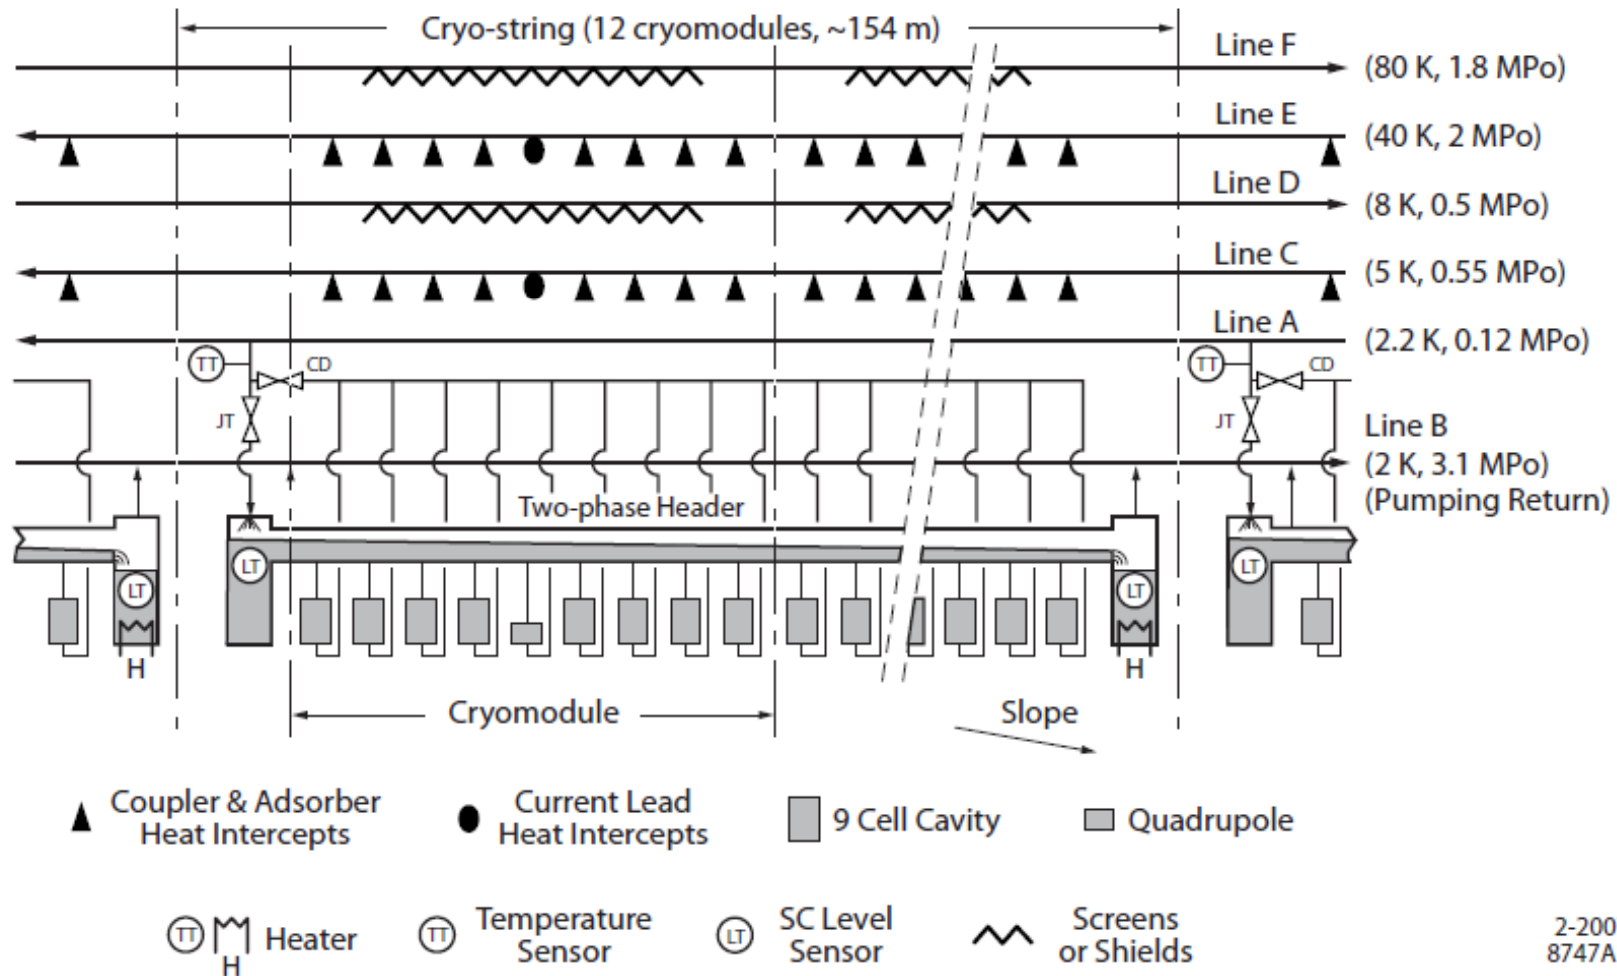 Cryo-string (12 cryomodules, ~154 m)
Line F
(80 K, 1.8 MPo)
Line E
(40 K, 2 MPo)
Line D
(8 K, 0.5 MPo)
Line C
(5 K, 0.55 MPo)
Line A
(2.2 K, 0.12 MPo)
TT
CD
TT
CD
JT
JT
Line B
(2 K, 3.1 MPo)
(Pumping Return)
Two-phase Header
LT
LT
LT
LT
H
H
Cryomodule
Slope
Coupler & Adsorber
Heat Intercepts
Current Lead
Heat Intercepts
9 Cell Cavity
Quadrupole
TT
H
Heater
TT
Temperature
Sensor
LT
SC Level
Sensor
Screens
or Shields
2-200
8747A